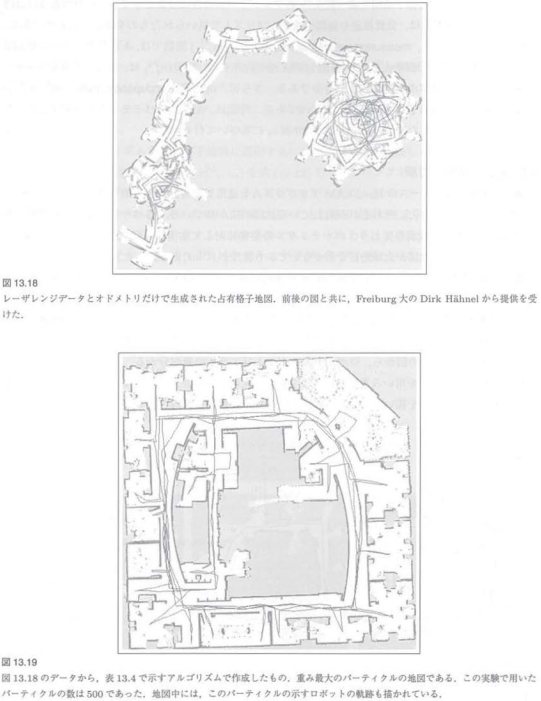 図 13.18
レーザレンジデータとオドメトリだけで生成された占有格子地図．前後の図と共に，Freiburg 大の Dirk Hähnel から提供を受
けた．
図 13.19
図 13.18 のデータから，表 13.4 で示すアルゴリズムで作成したもの．重み最大のパーティクルの地図である．この実験で用いた
パーティクルの数は 500 であった．地図中には，このパーティクルの示すロボットの軌跡も描かれている．